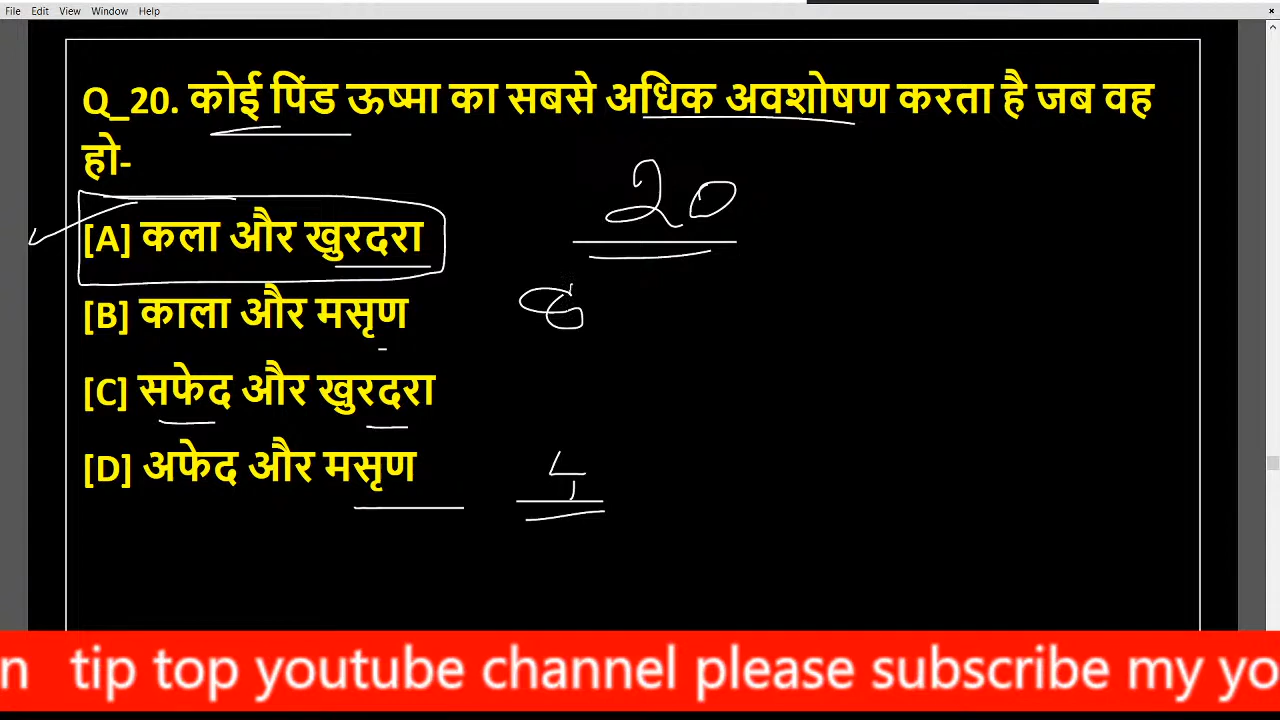 File Edit View Window Help
Q_20. कोई पिंड ऊष्मा का सबसे अधिक अवशोषण करता है जब वह
हो-
[A] कला और खुरदरा
20
[B] काला और मसृण
8
[C] सफेद और खुरदरा
[D] अफेद और मसृण
4
n tip top youtube channel please subscribe my yo